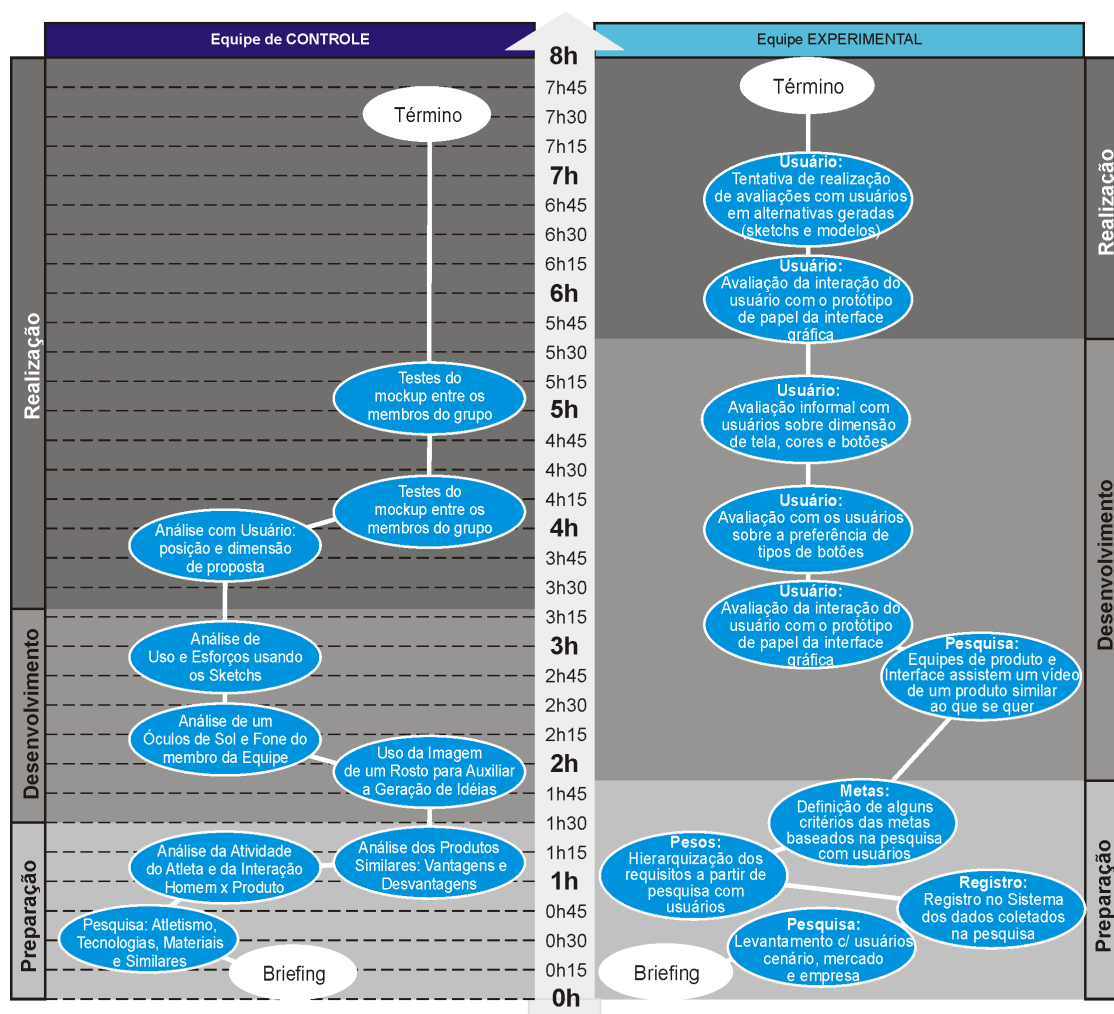 Equipe de CONTROLE
Equipe EXPERIMENTAL
8h
7h45
7h30
7h15
7h
6h45
6h30
6h15
6h
5h45
5h30
5h15
5h
4h45
4h30
4h15
4h
3h45
3h30
3h15
3h
2h45
2h30
2h15
2h
1h45
1h30
1h15
1h
0h45
0h30
0h15
0h
Realização
Desenvolvimento
Preparação
Término
Testes do
mockup entre os
membros do grupo
Testes do
mockup entre os
membros do grupo
Análise com Usuário:
posição e dimensão
de proposta
Análise de
Uso e Esforços usando
os Sketchs
Análise de um
Óculos de Sol e Fone do
membro da Equipe
Uso da Imagem
de um Rosto para Auxiliar
a Geração de Idéias
Análise dos Produtos
Similares: Vantagens e
Desvantagens
Análise da Atividade
do Atleta e da Interação
Homem x Produto
Pesquisa: Atletismo,
Tecnologias, Materiais
e Similares
Briefing
Término
Usuário:
Tentativa de realização
de avaliações com usuários
em alternativas geradas
(sketchs e modelos)
Usuário:
Avaliação da interação do
usuário com o protótipo
de papel da interface
gráfica
Usuário:
Avaliação informal com
usuários sobre dimensão
de tela, cores e botões
Usuário:
Avaliação com os usuários
sobre a preferência de
tipos de botões
Usuário:
Avaliação da interação do
usuário com o protótipo
de papel da interface
gráfica
Pesquisa:
Equipes de produto e
Interface assistem um vídeo
de um produto similar
ao que se quer
Metas:
Definição de alguns
critérios das metas
baseados na pesquisa
com usuários
Pesos:
Hierarquização dos
requisitos a partir de
pesquisa com
usuários
Registro:
Registro no Sistema
dos dados coletados
na pesquisa
Pesquisa:
Levantamento c/ usuários
cenário, mercado
e empresa
Briefing
Realização
Desenvolvimento
Preparação